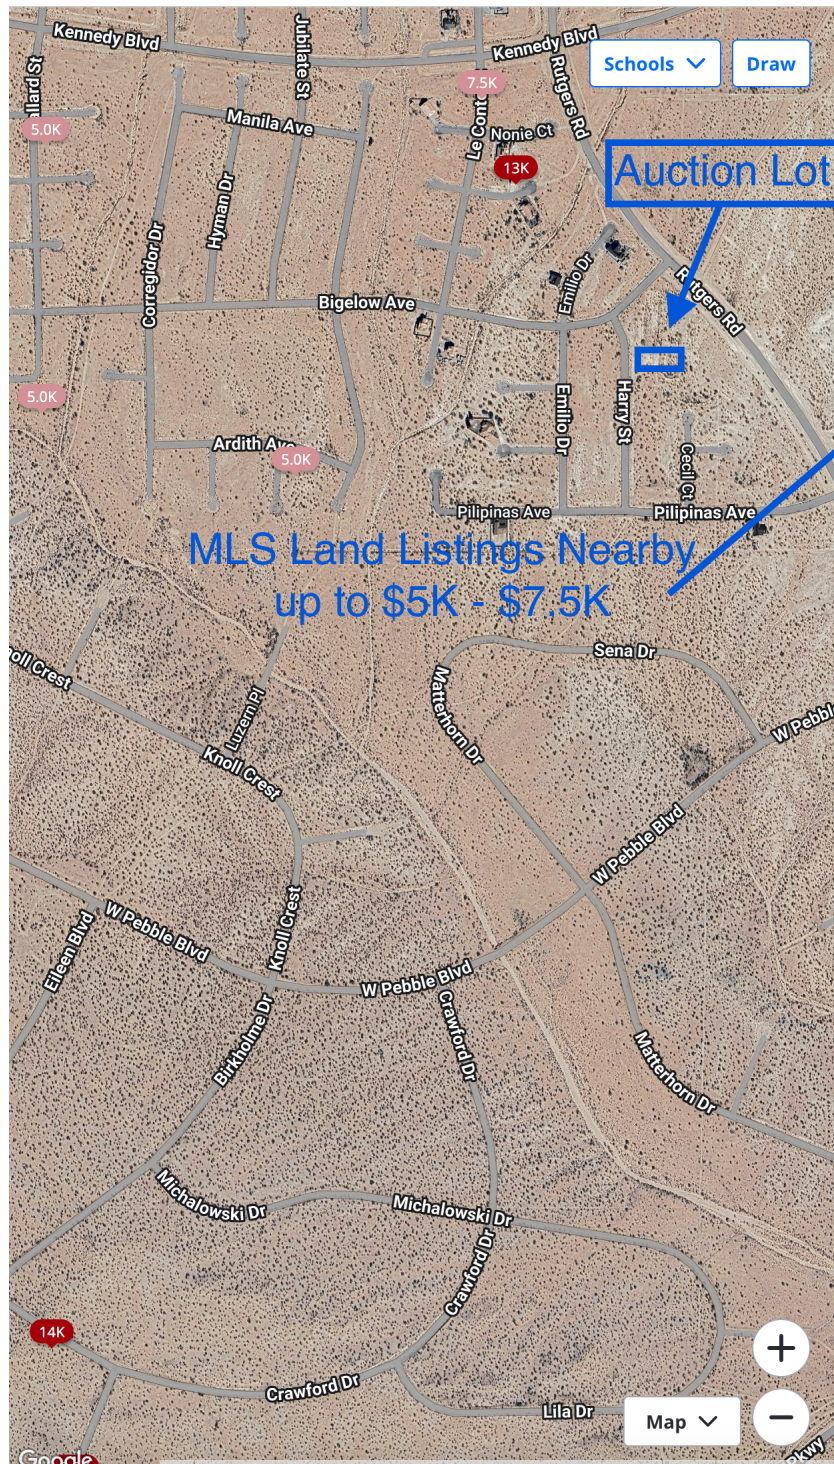 Kennedy Blvd
Jubilate St
Kennedy Blvd
Schools
Draw
allard St
7.5K
Rutgers Rd
5.0K
Manila Ave
Le Cont
Nonie Ct
Auction Lot
13K
Hyman Dr
Corregidor Dr
Emilio Dr
Rutgers Rd
Bigelow Ave
5.0K
Emilio Dr
Harry St
Ardith Ave
5.0K
Cecil Ct
Pilipinas Ave
Pilipinas Ave
MLS Land Listings Nearby
up to $5K - $7.5K
noll Crest
Sena Dr
Luzern Pl
Matterhorn Dr
W Pebble
Knoll Crest
W Pebble Blvd
Eileen Blvd
W Pebble Blvd
Knoll Crest
W Pebble Blvd
Birkholme Dr
Crawford Dr
Matterhorn Dr
Michalowski Dr
Michalowski Dr
Crawford Dr
14K
Crawford Dr
Lila Dr
Map
Pkwy
Google